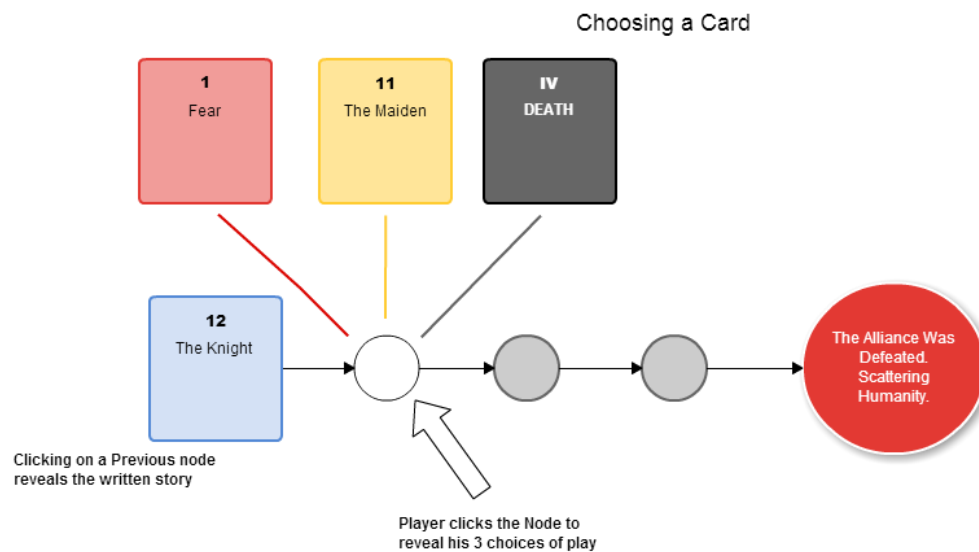 Choosing a Card
1
Fear
11
The Maiden
IV
DEATH
12
The Knight
The Alliance Was
Defeated.
Scattering
Humanity.
Clicking on a Previous node
reveals the written story
Player clicks the Node to
reveal his 3 choices of play